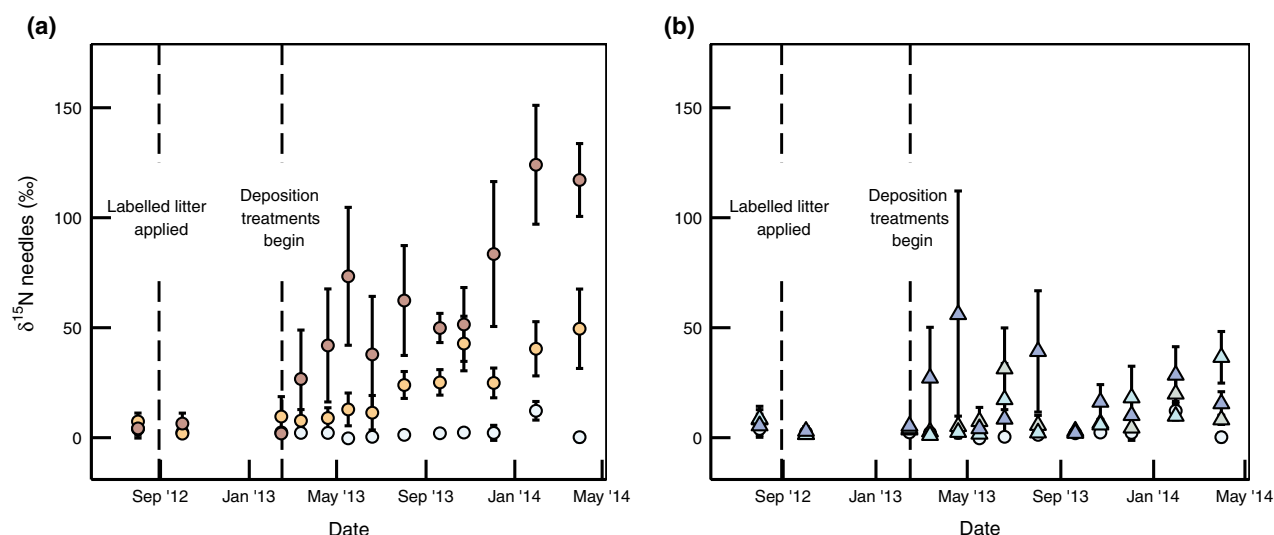 (a)
(b)
150
100
50
0
δ15N needles (‰)
Labelled litter
applied
Deposition
treatments
begin
Sep '12
Jan '13
May '13
Sep '13
Jan '14
May '14
Date
150
100
50
0
Labelled litter
applied
Deposition
treatments
begin
Sep '12
Jan '13
May '13
Sep '13
Jan '14
May '14
Date